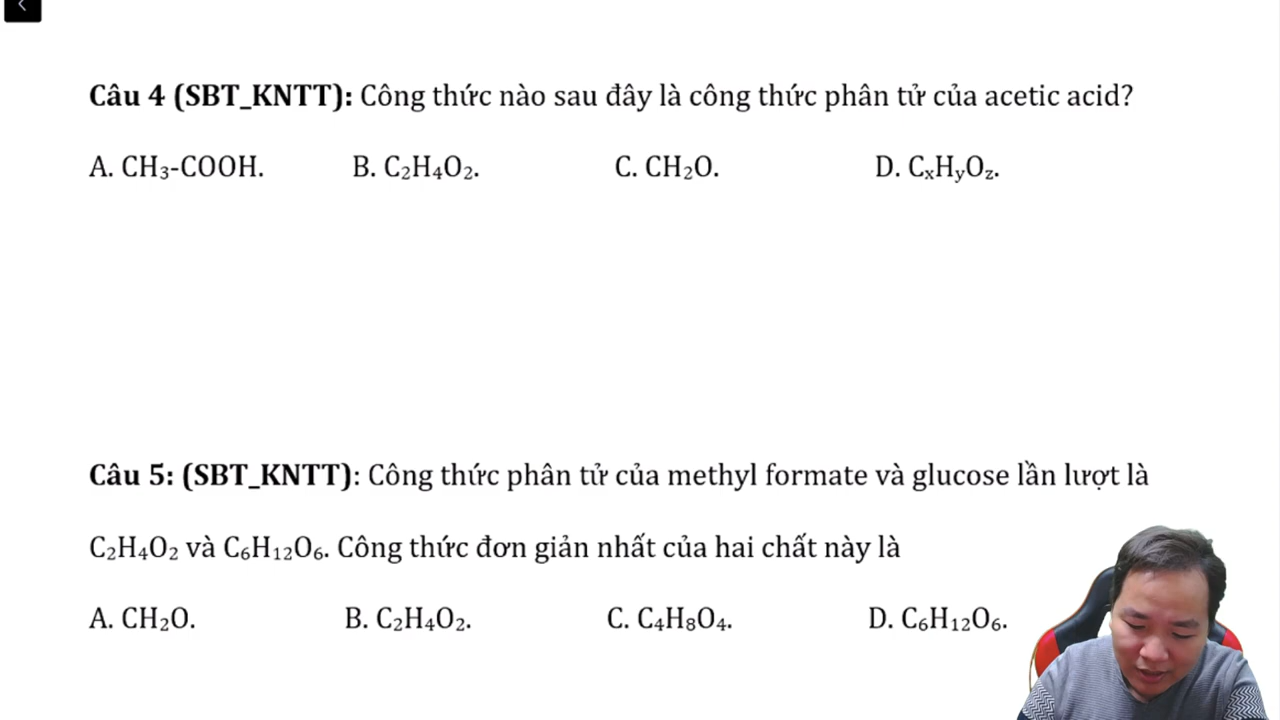 Câu 4 (SBT_KNTT): Công thức nào sau đây là công thức phân tử của acetic acid?
A. CH₃-COOH. B. C₂H₄O₂. C. CH₂O. D. CₓHᵧO_z.
Câu 5: (SBT_KNTT): Công thức phân tử của methyl formate và glucose lần lượt là
C₂H₄O₂ và C₆H₁₂O₆. Công thức đơn giản nhất của hai chất này là
A. CH₂O. B. C₂H₄O₂. C. C₄H₈O₄. D. C₆H₁₂O₆.